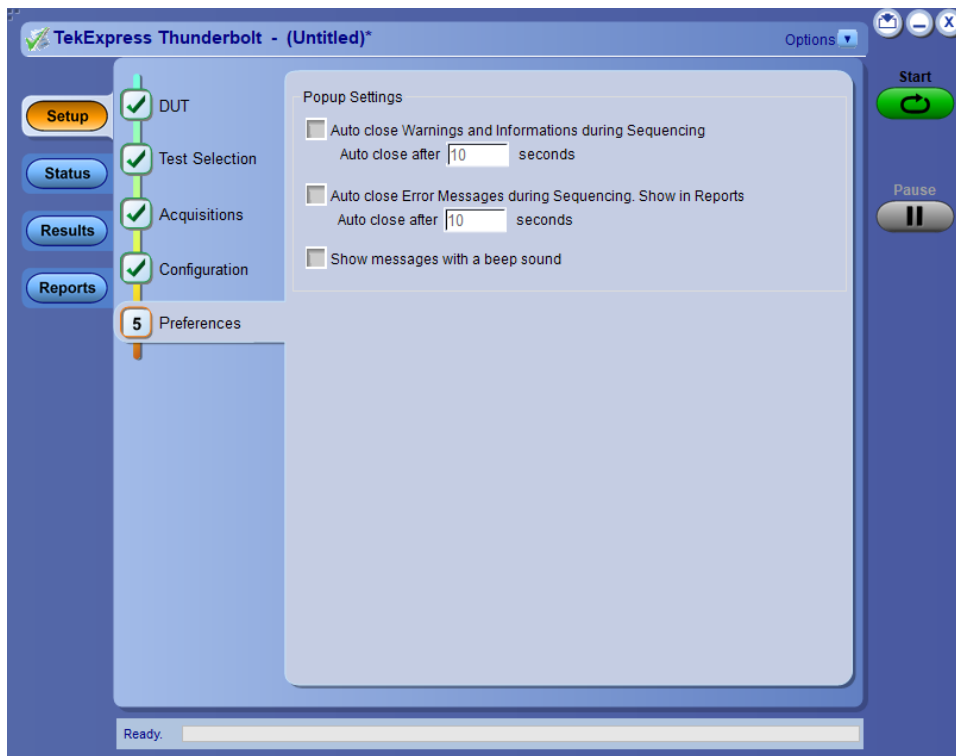 TekExpress Thunderbolt - (Untitled)*
Options
X
Start
Pause
Setup
Status
Results
Reports
DUT
Test Selection
Acquisitions
Configuration
5 Preferences
Popup Settings
Auto close Warnings and Informations during Sequencing
Auto close after 10 seconds
Auto close Error Messages during Sequencing. Show in Reports
Auto close after 10 seconds
Show messages with a beep sound
Ready.